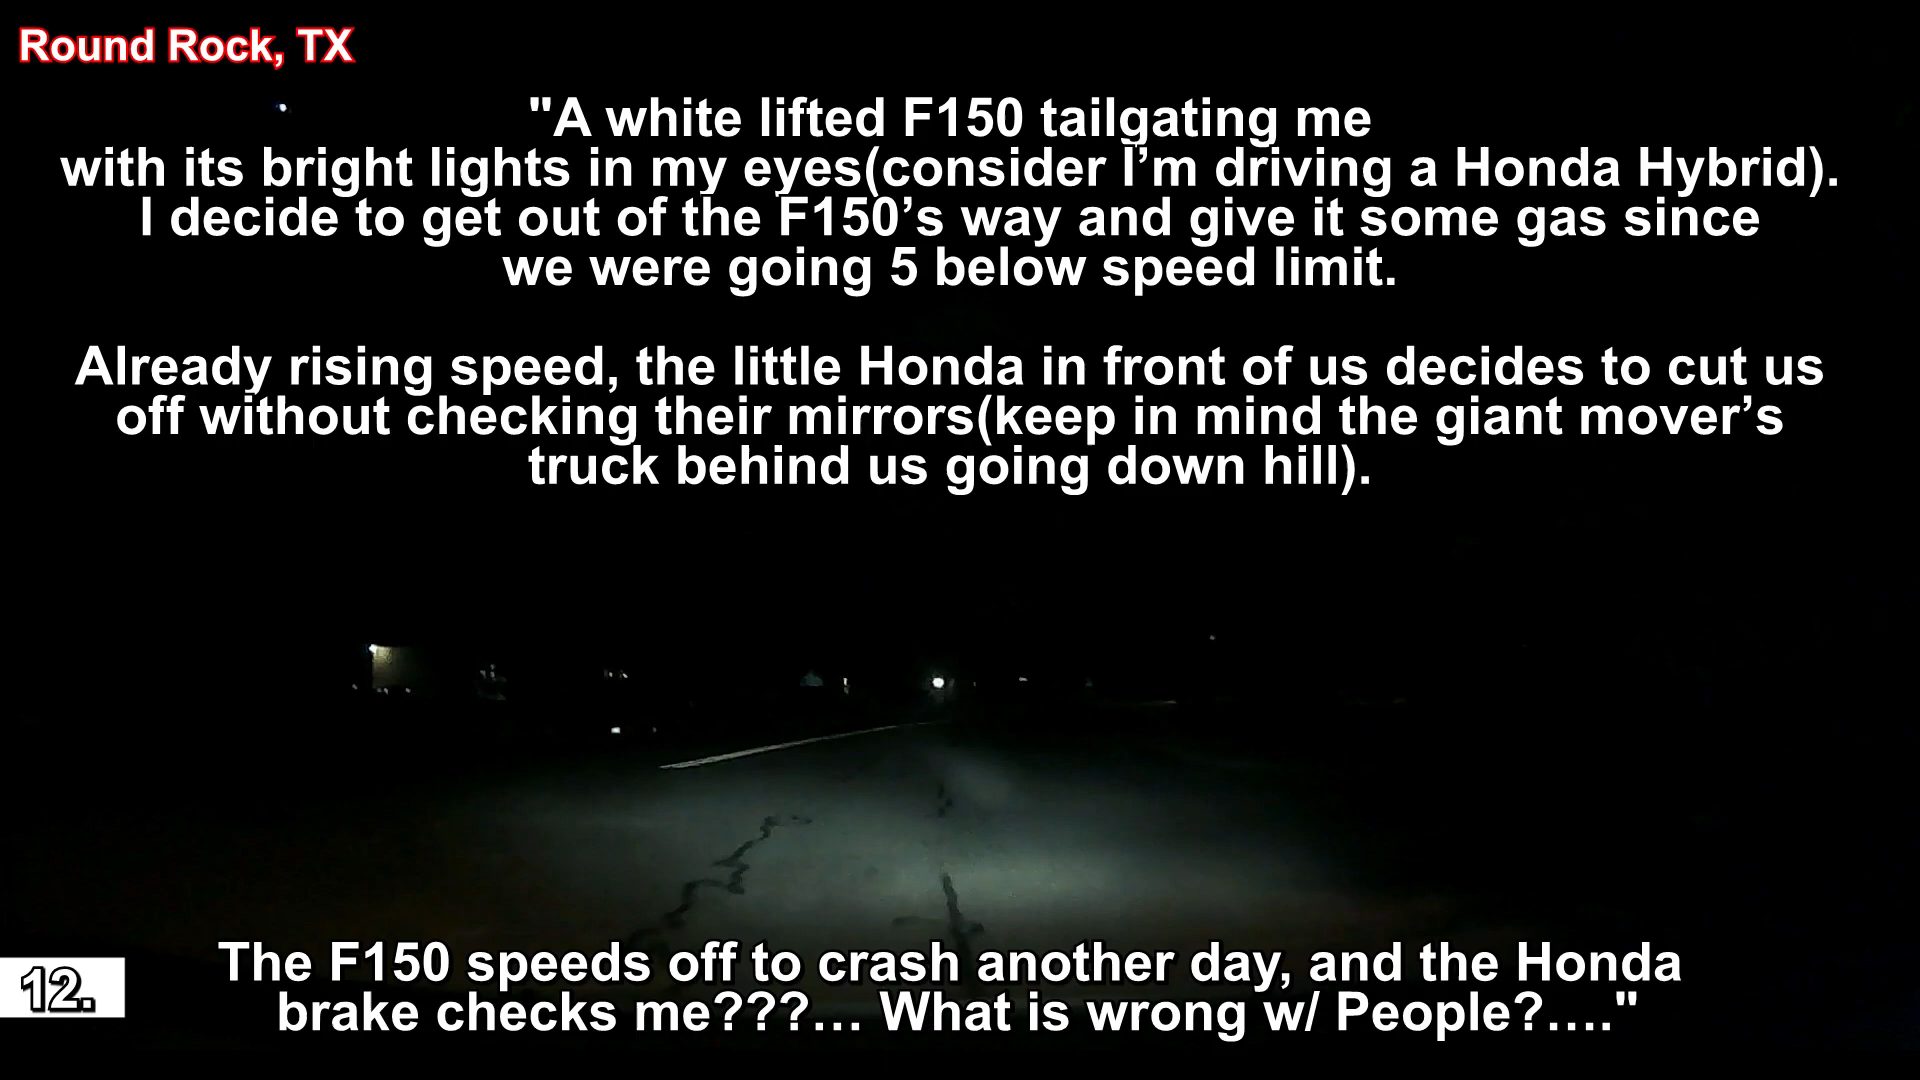 Round Rock, TX
"A white lifted F150 tailgating me
with its bright lights in my eyes(consider I’m driving a Honda Hybrid).
I decide to get out of the F150’s way and give it some gas since
we were going 5 below speed limit.
Already rising speed, the little Honda in front of us decides to cut us
off without checking their mirrors(keep in mind the giant mover’s
truck behind us going down hill).
The F150 speeds off to crash another day, and the Honda
brake checks me???… What is wrong w/ People?…."
12.